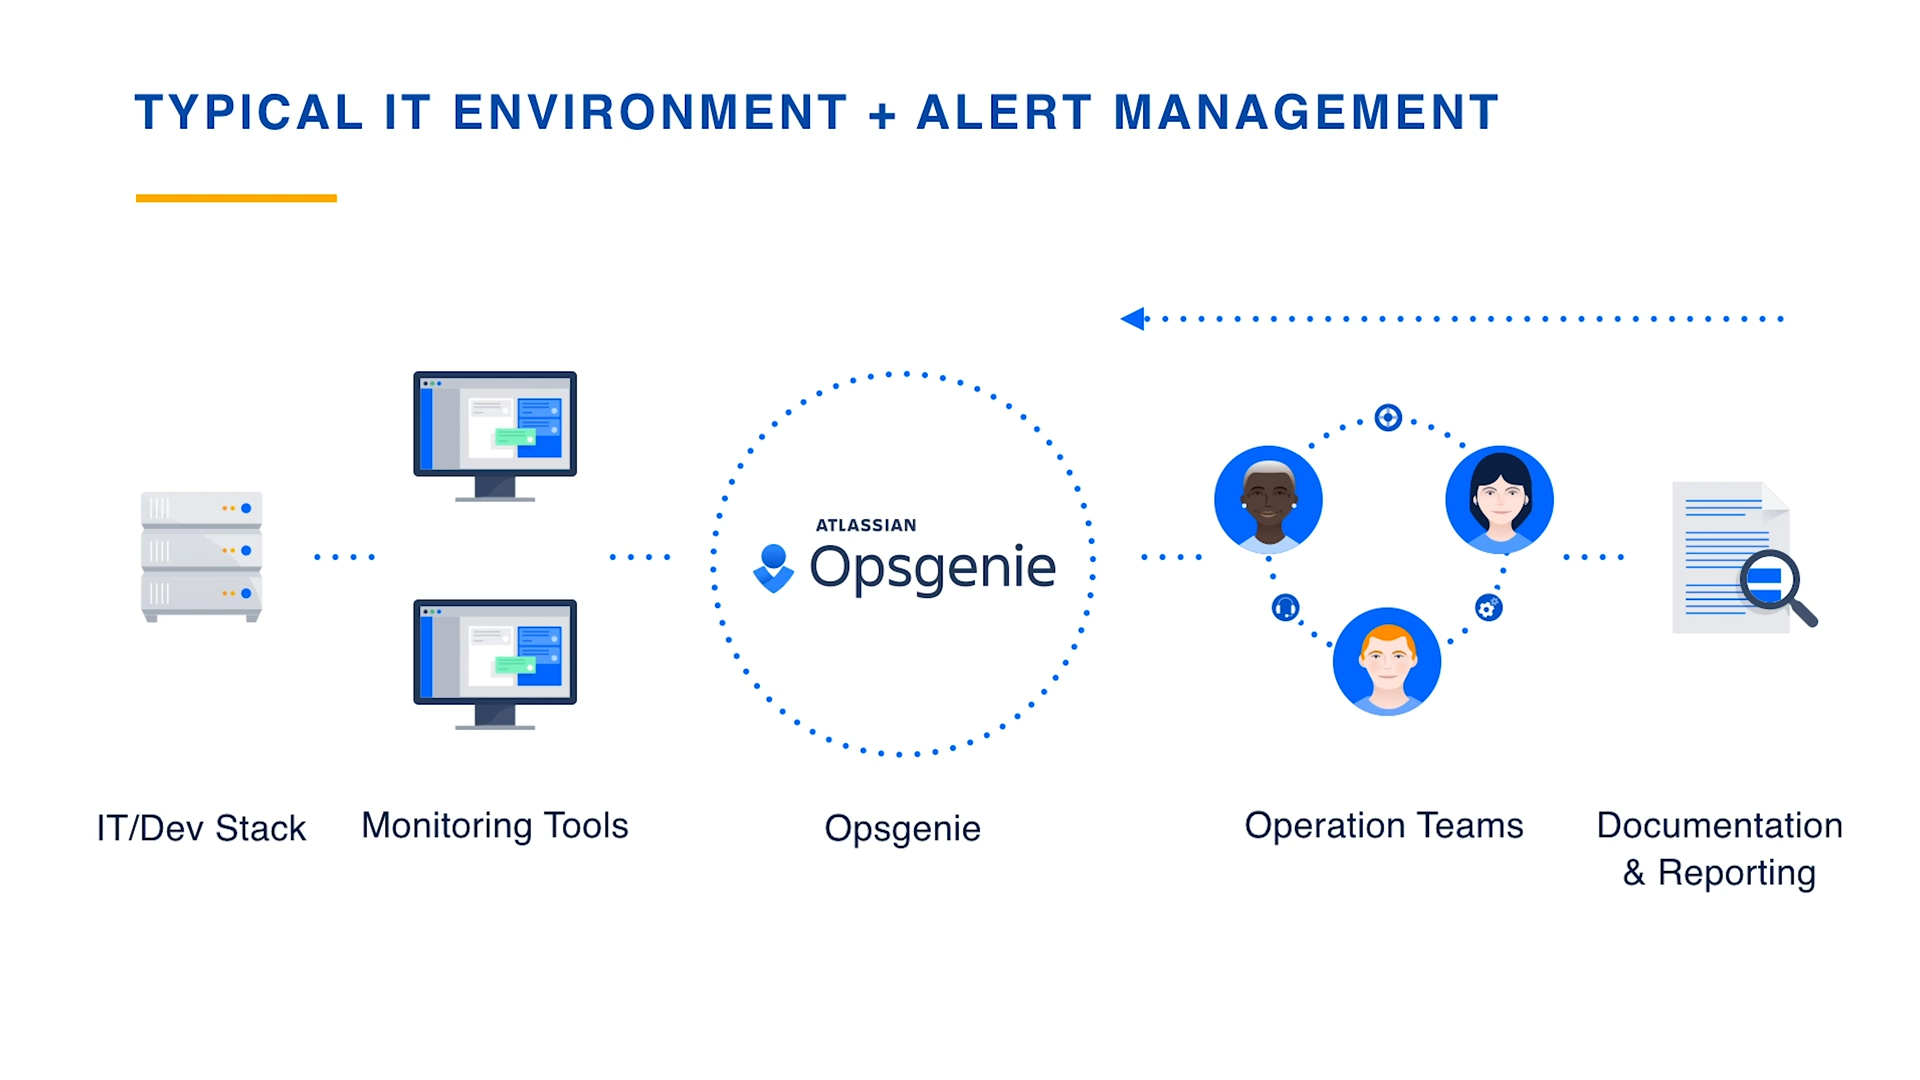 TYPICAL IT ENVIRONMENT + ALERT MANAGEMENT
ATLASSIAN
Opsgenie
IT/Dev Stack
Monitoring Tools
Opsgenie
Operation Teams
Documentation
& Reporting